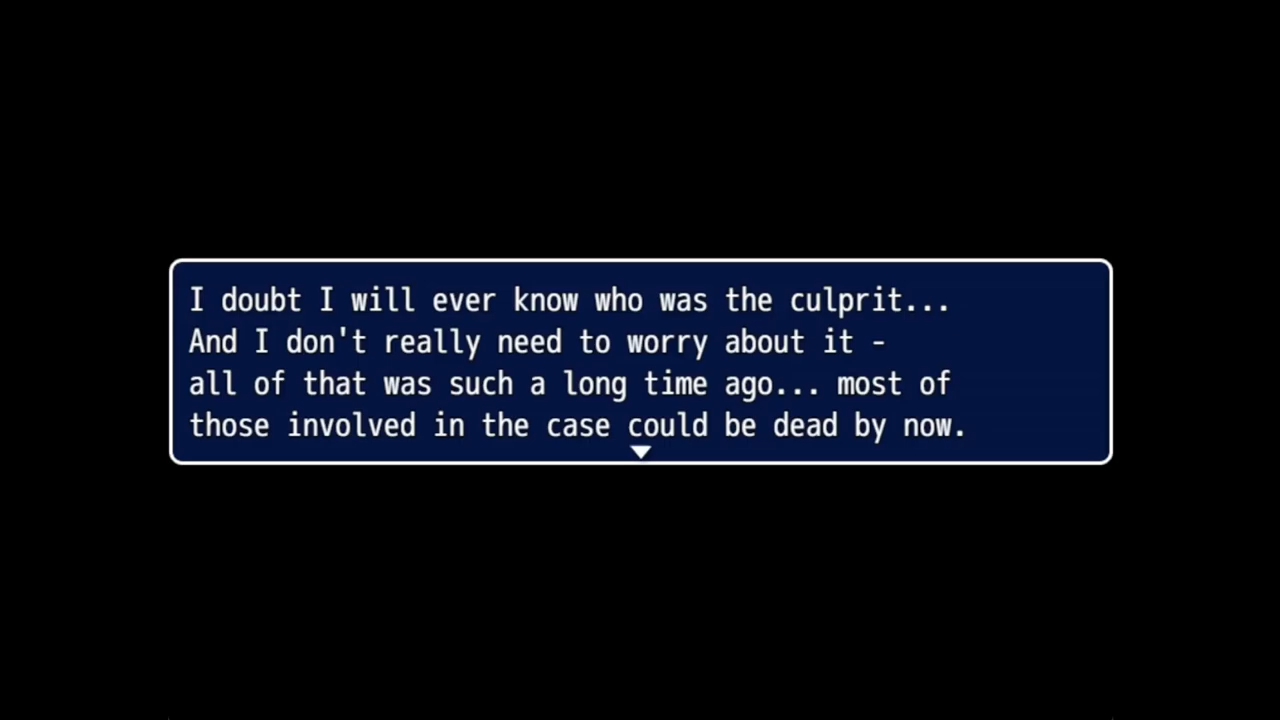 I doubt I will ever know who was the culprit...
And I don't really need to worry about it -
all of that was such a long time ago... most of
those involved in the case could be dead by now.